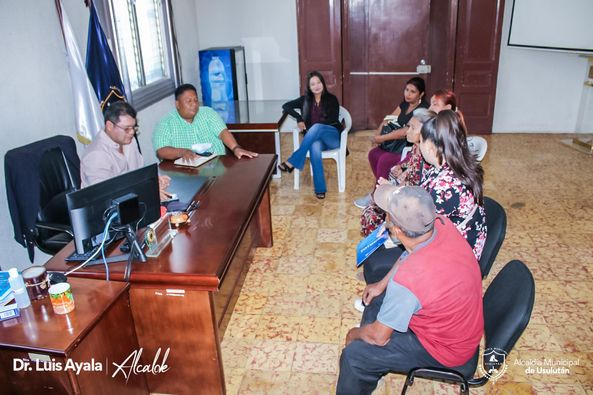 Dr. Luis Ayala | Alcalde
Alcaldía Municipal
de Usulután